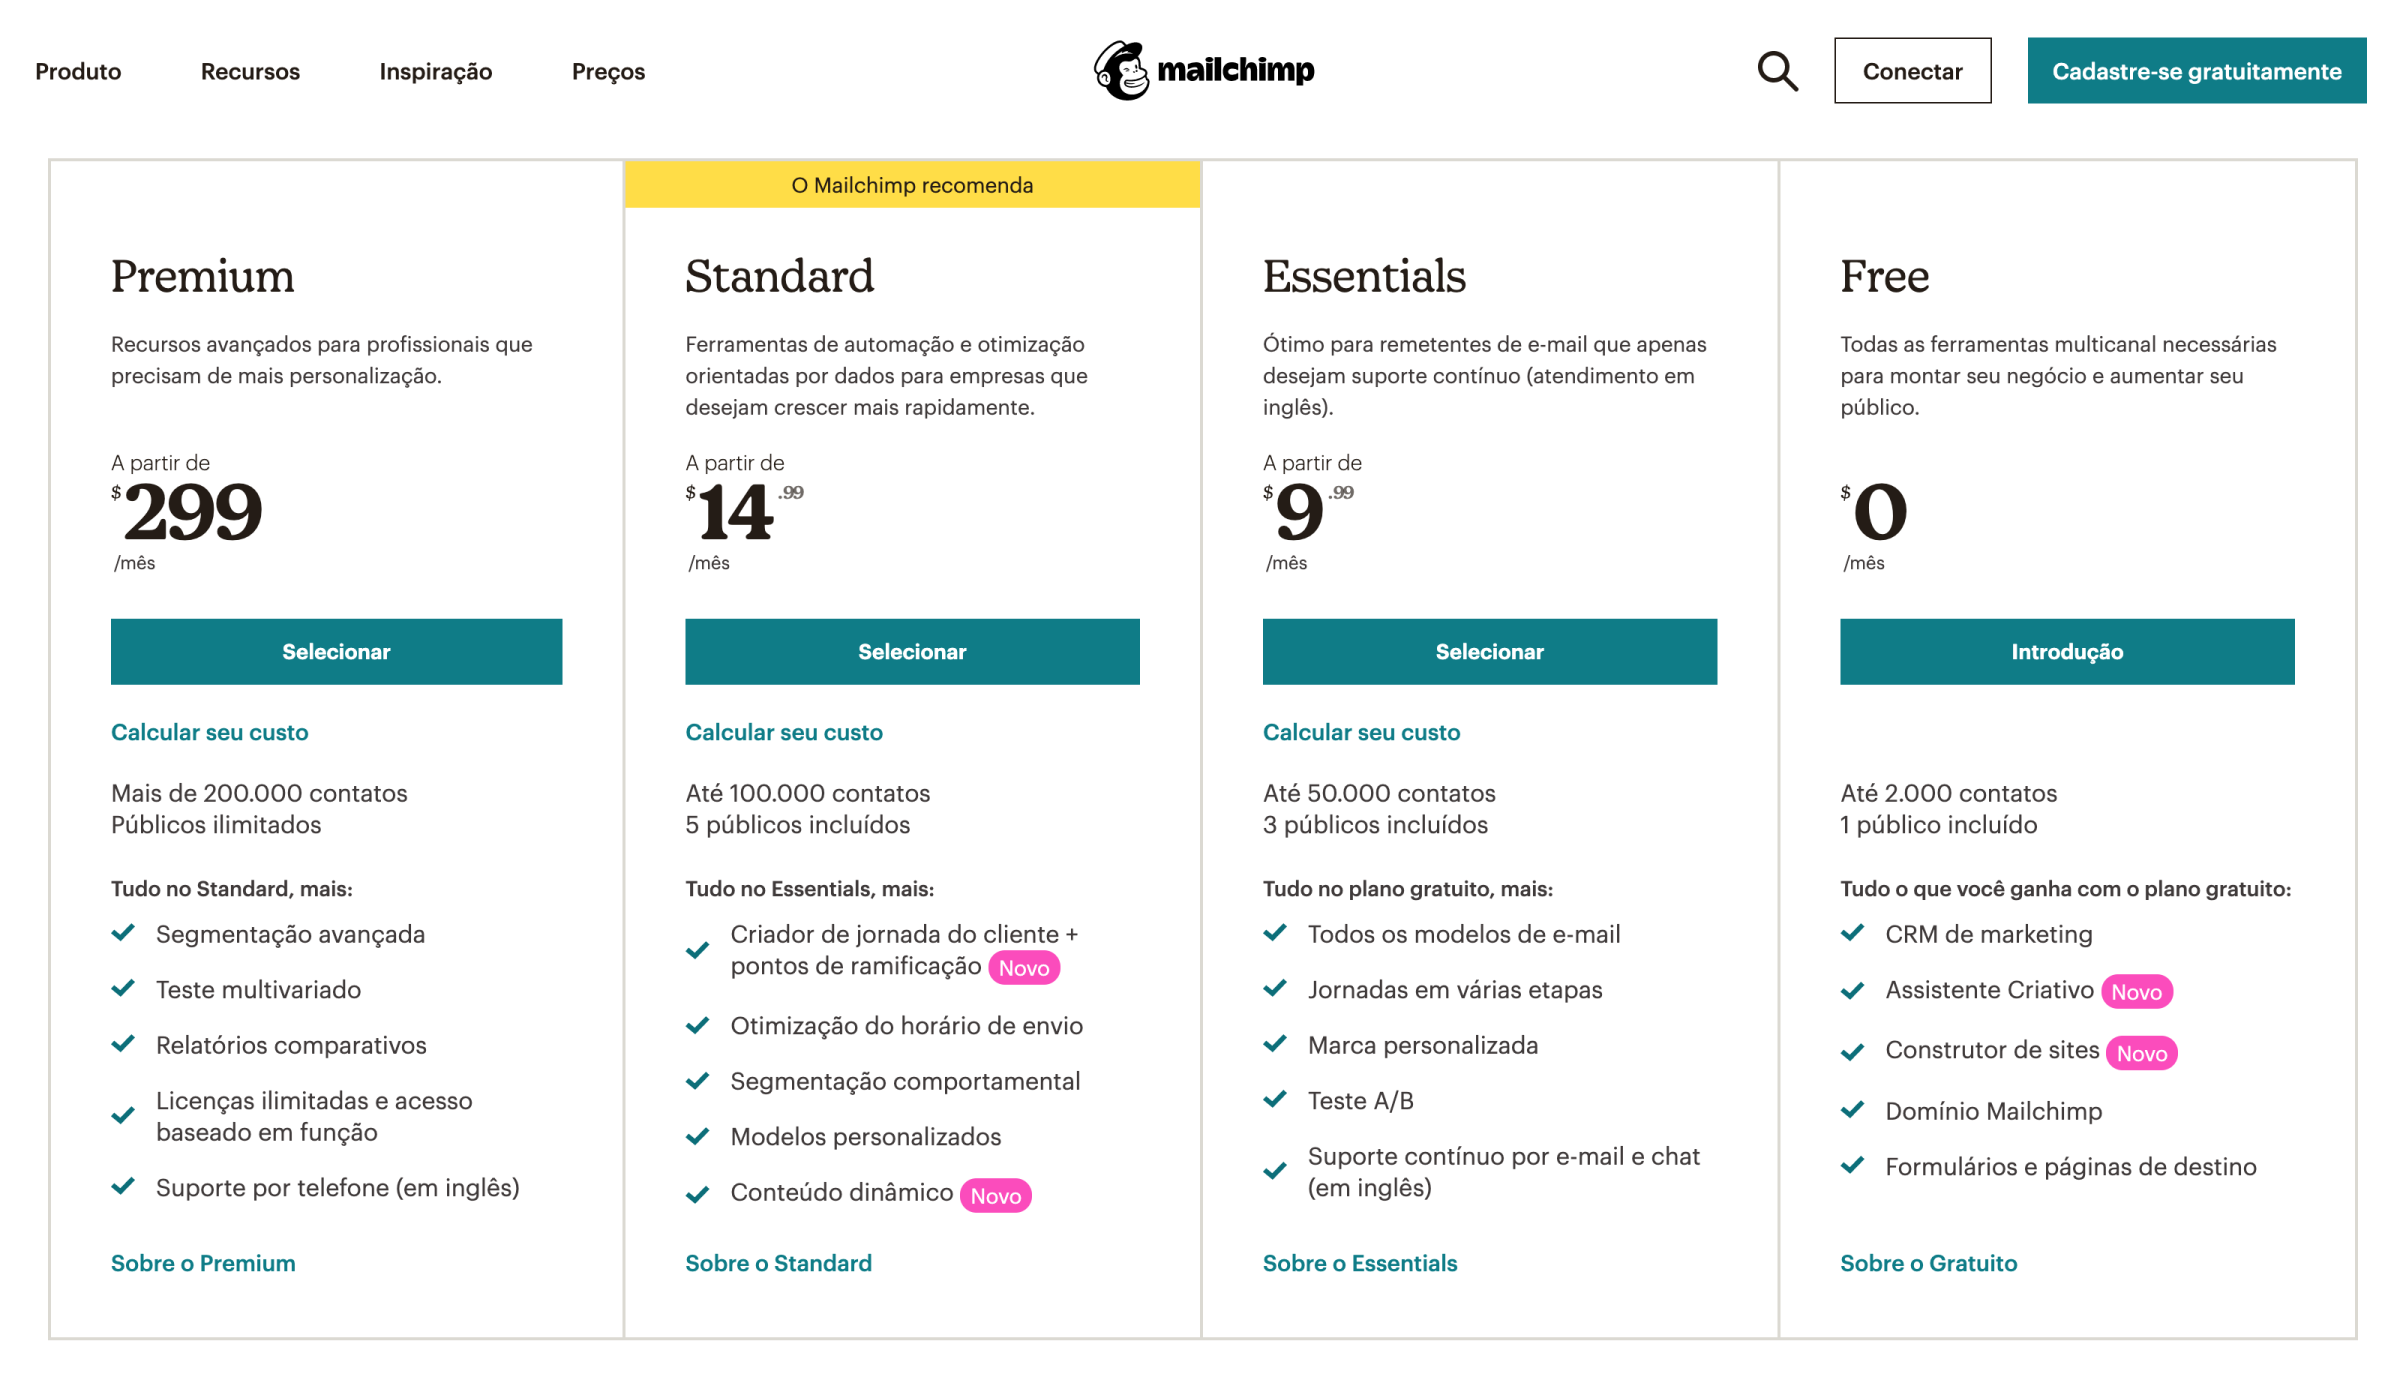 Produto
Recursos
Inspiração
Preços
mailchimp
Conectar
Cadastre-se gratuitamente
Premium
Recursos avançados para profissionais que
precisam de mais personalização.
A partir de
$299
/mês
Selecionar
Calcular seu custo
Mais de 200.000 contatos
Públicos ilimitados
Tudo no Standard, mais:
Segmentação avançada
Teste multivariado
Relatórios comparativos
Licenças ilimitadas e acesso
baseado em função
Suporte por telefone (em inglês)
Sobre o Premium
O Mailchimp recomenda
Standard
Ferramentas de automação e otimização
orientadas por dados para empresas que
desejam crescer mais rapidamente.
A partir de
$14.99
/mês
Selecionar
Calcular seu custo
Até 100.000 contatos
5 públicos incluídos
Tudo no Essentials, mais:
Criador de jornada do cliente +
pontos de ramificação Novo
Otimização do horário de envio
Segmentação comportamental
Modelos personalizados
Conteúdo dinâmico Novo
Sobre o Standard
Essentials
Ótimo para remetentes de e-mail que apenas
desejam suporte contínuo (atendimento em
inglês).
A partir de
$9.99
/mês
Selecionar
Calcular seu custo
Até 50.000 contatos
3 públicos incluídos
Tudo no plano gratuito, mais:
Todos os modelos de e-mail
Jornadas em várias etapas
Marca personalizada
Teste A/B
Suporte contínuo por e-mail e chat
(em inglês)
Sobre o Essentials
Free
Todas as ferramentas multicanal necessárias
para montar seu negócio e aumentar seu
público.
$0
/mês
Introdução
Até 2.000 contatos
1 público incluído
Tudo o que você ganha com o plano gratuito:
CRM de marketing
Assistente Criativo Novo
Construtor de sites Novo
Domínio Mailchimp
Formulários e páginas de destino
Sobre o Gratuito